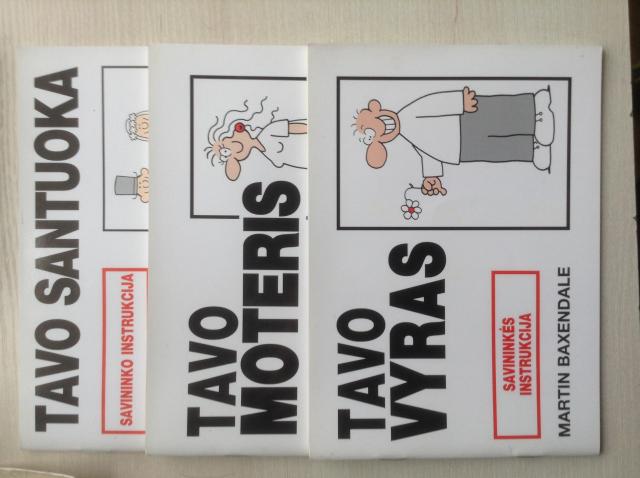 TAVO SANTUOKA
SAVININKO INSTRUKCIJA
TAVO
MOTERIS
TAVO
VYRAS
SAVININKĖS
INSTRUKCIJA
MARTIN BAXENDALE